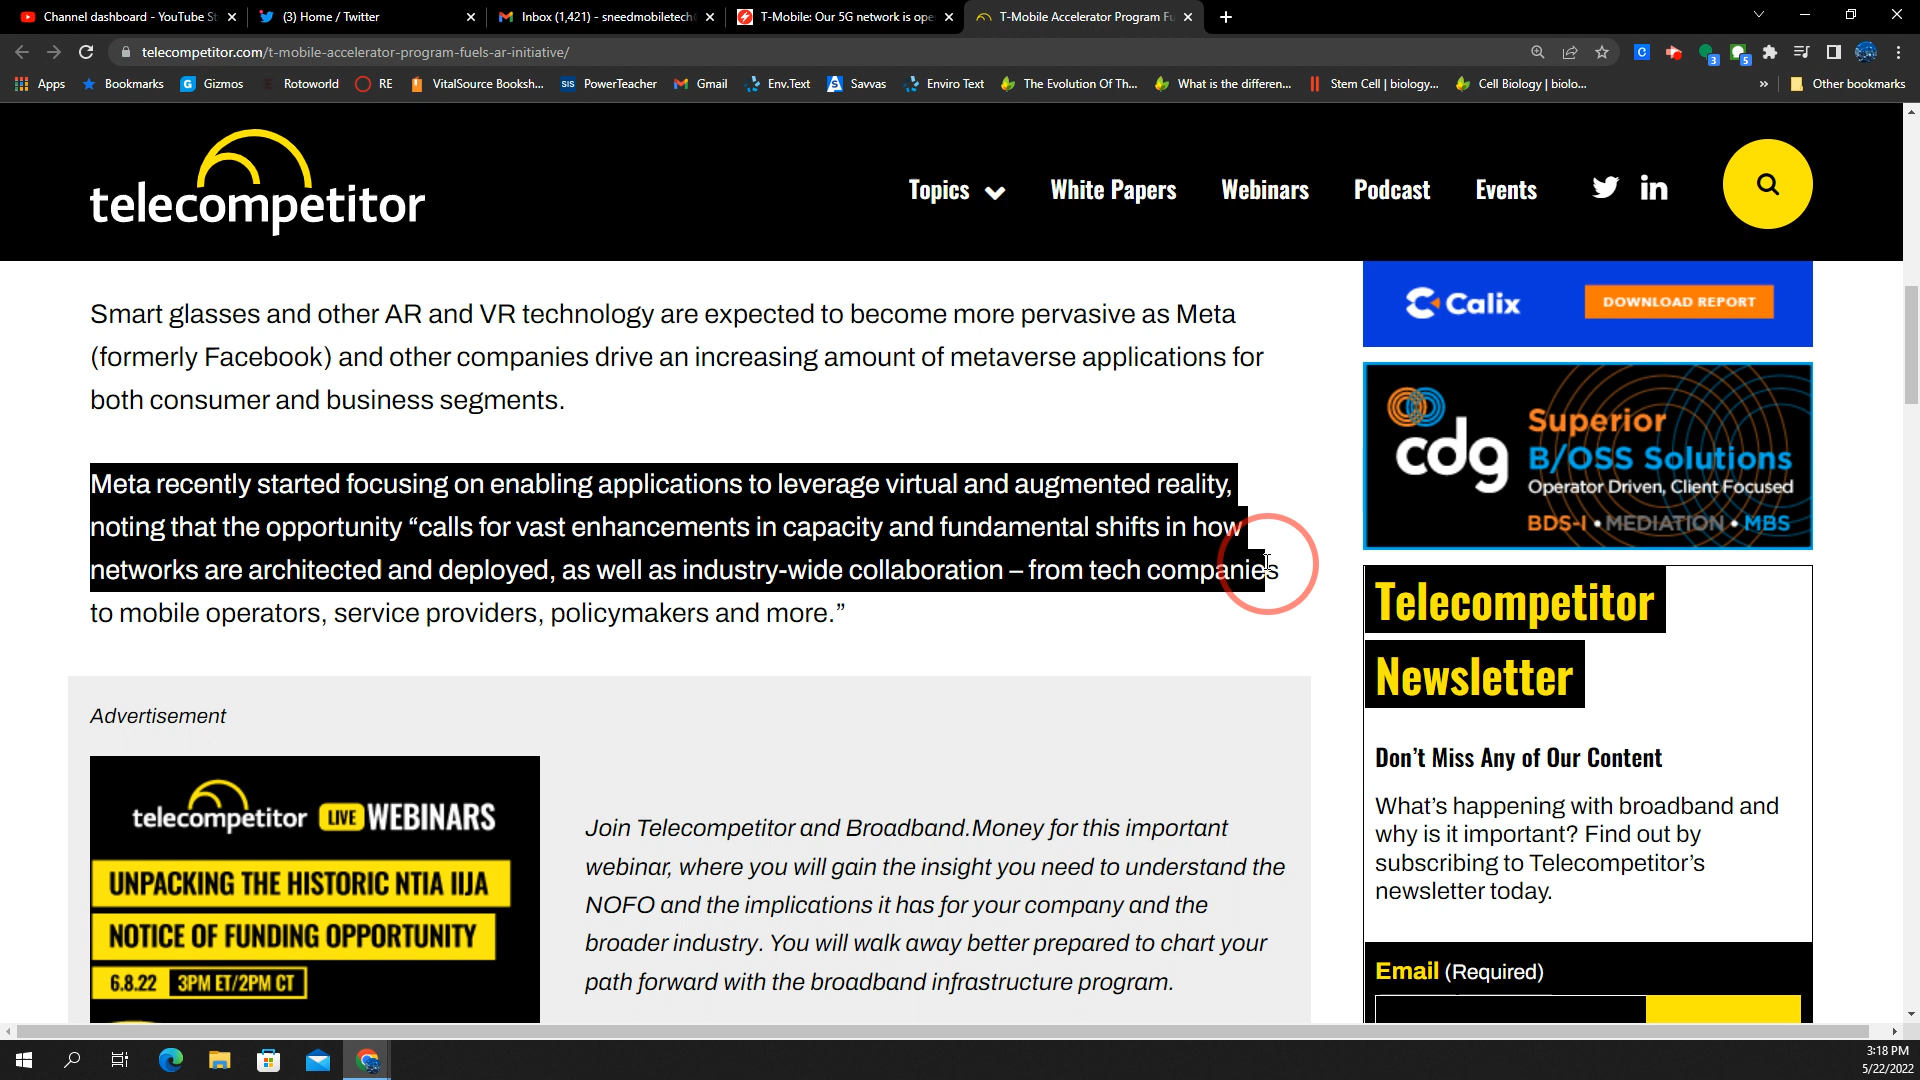 Channel dashboard - YouTube St
(3) Home / Twitter
Inbox (1,421) - sneedmobiletech
T-Mobile: Our 5G network is ope
T-Mobile Accelerator Program Fu
telecompetitor.com/t-mobile-accelerator-program-fuels-ar-initiative/
C
3
5
Apps
Bookmarks
G Gizmos
E Rotoworld
RE
VitalSource Booksh...
SIS PowerTeacher
Gmail
Env.Text
Savvas
Enviro Text
The Evolution Of Th...
What is the differen...
Stem Cell | biology...
Cell Biology | biolo...
»
Other bookmarks
telecompetitor
Topics
White Papers
Webinars
Podcast
Events
in
Smart glasses and other AR and VR technology are expected to become more pervasive as Meta
(formerly Facebook) and other companies drive an increasing amount of metaverse applications for
both consumer and business segments.
Meta recently started focusing on enabling applications to leverage virtual and augmented reality,
noting that the opportunity “calls for vast enhancements in capacity and fundamental shifts in how
networks are architected and deployed, as well as industry-wide collaboration – from tech companies
to mobile operators, service providers, policymakers and more.”
Advertisement
telecompetitor LIVE WEBINARS
UNPACKING THE HISTORIC NTIA IIJA
NOTICE OF FUNDING OPPORTUNITY
6.8.22 3PM ET/2PM CT
Join Telecompetitor and Broadband.Money for this important
webinar, where you will gain the insight you need to understand the
NOFO and the implications it has for your company and the
broader industry. You will walk away better prepared to chart your
path forward with the broadband infrastructure program.
Calix
DOWNLOAD REPORT
cdg
Superior
B/OSS Solutions
Operator Driven, Client Focused
BDS-I • MEDIATION • MBS
Telecompetitor
Newsletter
Don’t Miss Any of Our Content
What’s happening with broadband and
why is it important? Find out by
subscribing to Telecompetitor’s
newsletter today.
Email (Required)
3:18 PM
5/22/2022